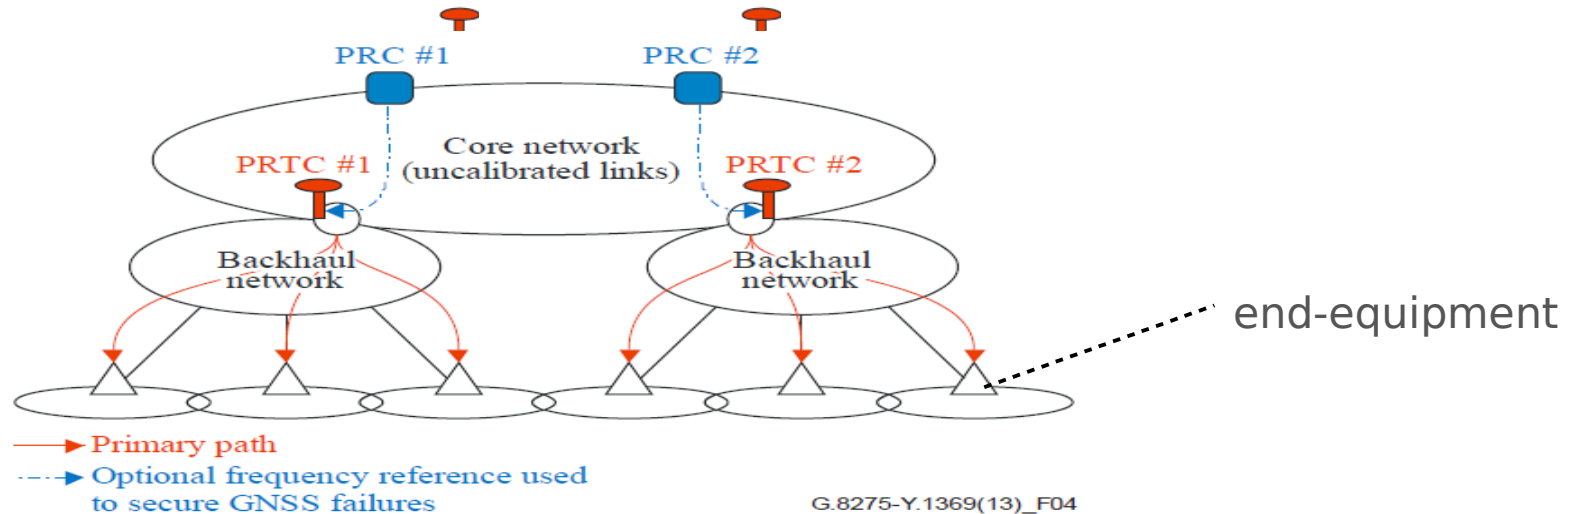 PRC #1
PRC #2
Core network
(uncalibrated links)
PRTC #1
PRTC #2
Backhaul
network
Backhaul
network
end-equipment
Primary path
Optional frequency reference used
to secure GNSS failures
G.8275-Y.1369(13)_F04